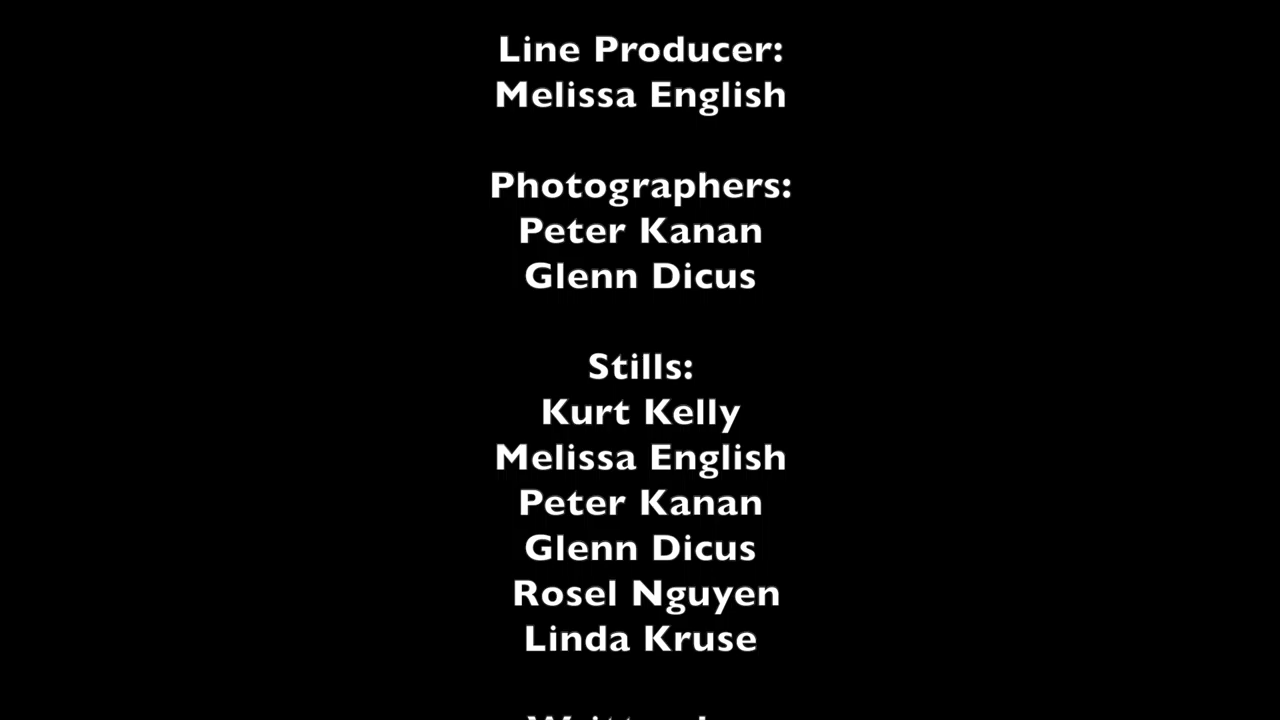 Line Producer:
Melissa English
Photographers:
Peter Kanan
Glenn Dicus
Stills:
Kurt Kelly
Melissa English
Peter Kanan
Glenn Dicus
Rosel Nguyen
Linda Kruse